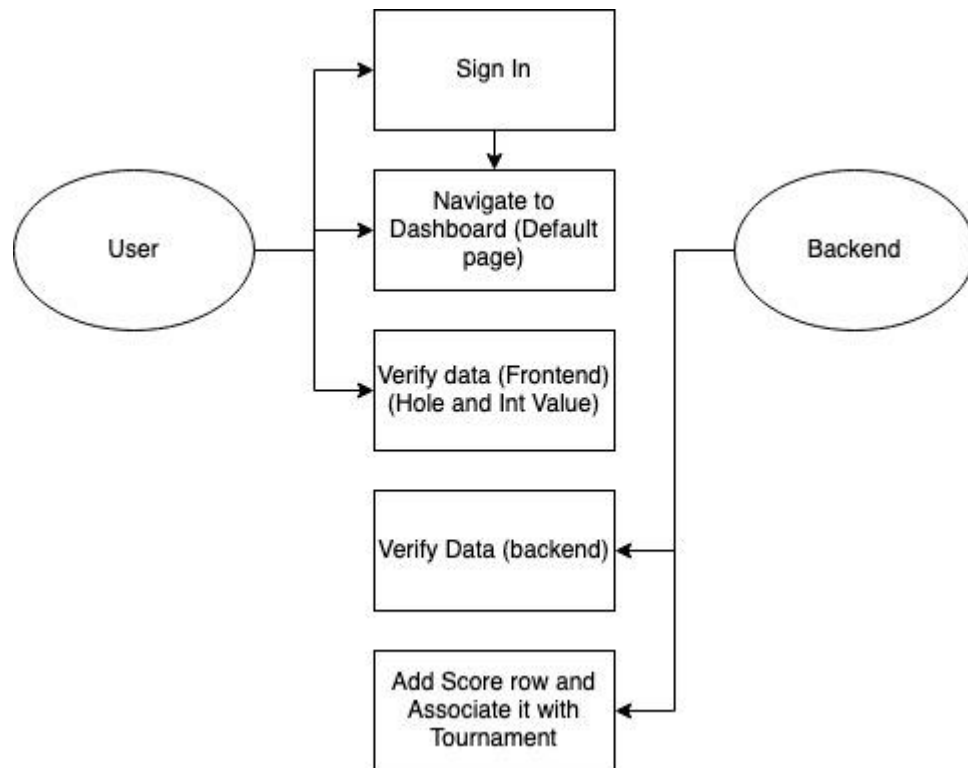 Sign In
Navigate to
Dashboard (Default
page)
User
Backend
Verify data (Frontend)
(Hole and Int Value)
Verify Data (backend)
Add Score row and
Associate it with
Tournament